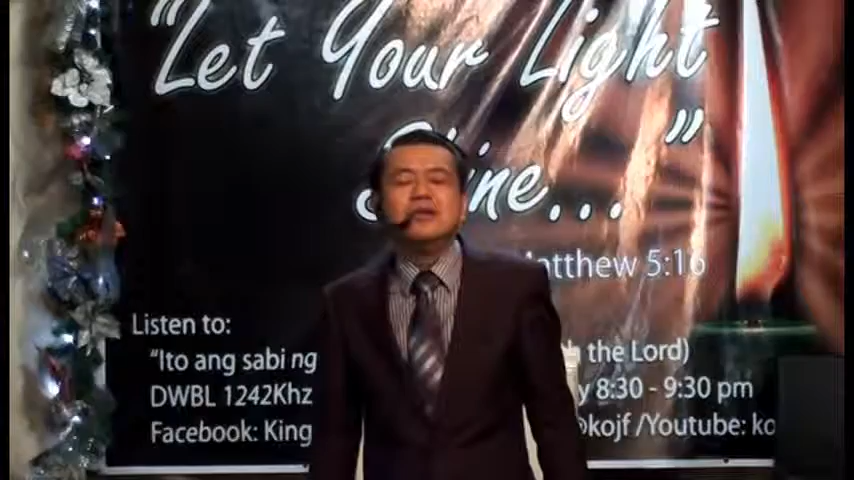 "Let Your Light
Shine..."
Matthew 5:16
Listen to:
"Ito ang sabi ng h the Lord)
DWBL 1242Khz y 8:30 - 9:30 pm
Facebook: King @kojf/Youtube: ko